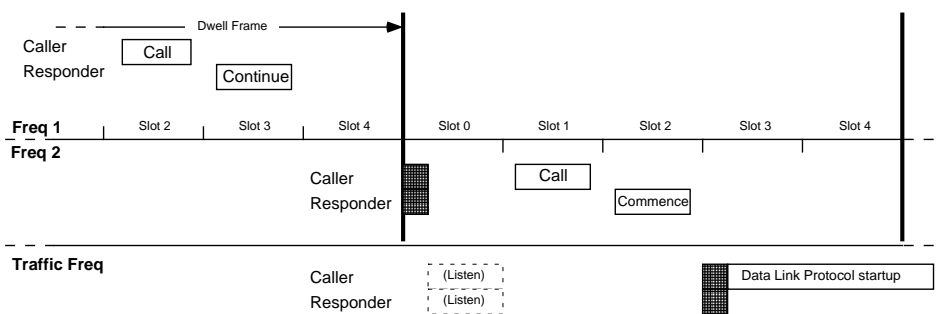 Dwell Frame
Caller Call
Responder Continue
Freq 1 Slot 2 Slot 3 Slot 4 Slot 0 Slot 1 Slot 2 Slot 3 Slot 4
Freq 2
Caller Call
Responder Commence
Traffic Freq
Caller (Listen) Data Link Protocol startup
Responder (Listen)